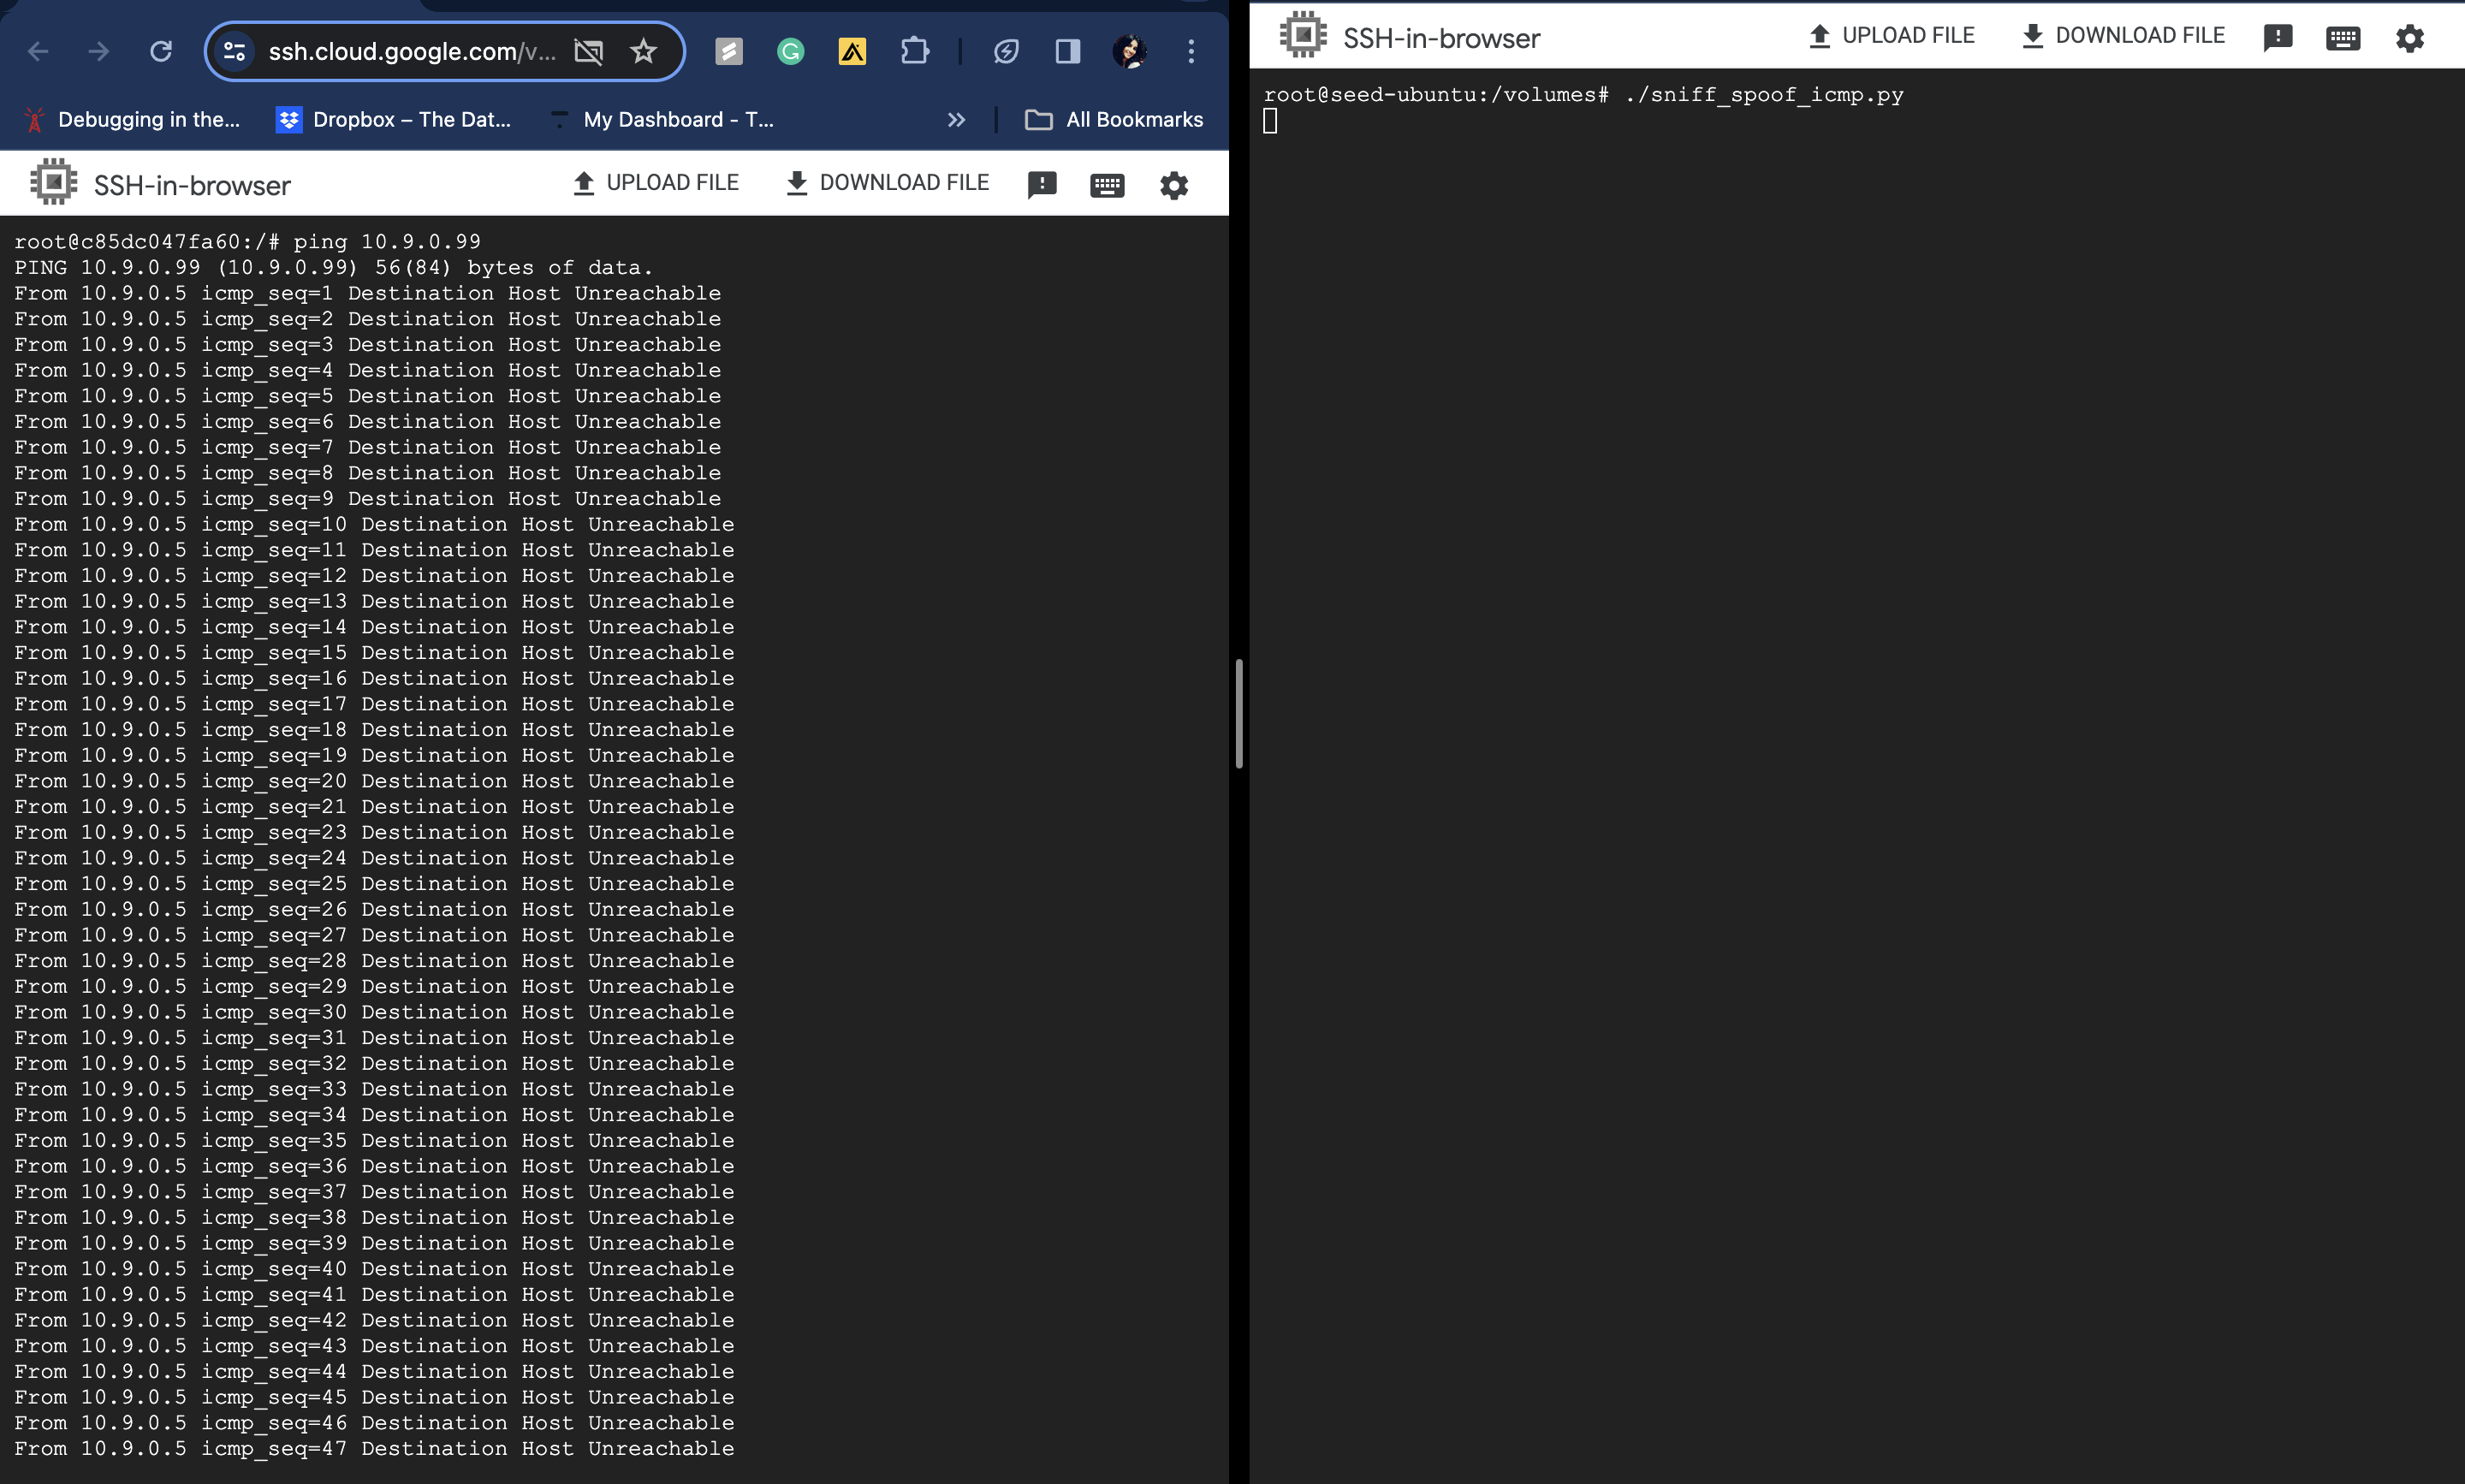 ssh.cloud.google.com/v...
Debugging in the... Dropbox – The Dat... My Dashboard - T... » All Bookmarks
SSH-in-browser UPLOAD FILE DOWNLOAD FILE
root@c85dc047fa60:/# ping 10.9.0.99
PING 10.9.0.99 (10.9.0.99) 56(84) bytes of data.
From 10.9.0.5 icmp_seq=1 Destination Host Unreachable
From 10.9.0.5 icmp_seq=2 Destination Host Unreachable
From 10.9.0.5 icmp_seq=3 Destination Host Unreachable
From 10.9.0.5 icmp_seq=4 Destination Host Unreachable
From 10.9.0.5 icmp_seq=5 Destination Host Unreachable
From 10.9.0.5 icmp_seq=6 Destination Host Unreachable
From 10.9.0.5 icmp_seq=7 Destination Host Unreachable
From 10.9.0.5 icmp_seq=8 Destination Host Unreachable
From 10.9.0.5 icmp_seq=9 Destination Host Unreachable
From 10.9.0.5 icmp_seq=10 Destination Host Unreachable
From 10.9.0.5 icmp_seq=11 Destination Host Unreachable
From 10.9.0.5 icmp_seq=12 Destination Host Unreachable
From 10.9.0.5 icmp_seq=13 Destination Host Unreachable
From 10.9.0.5 icmp_seq=14 Destination Host Unreachable
From 10.9.0.5 icmp_seq=15 Destination Host Unreachable
From 10.9.0.5 icmp_seq=16 Destination Host Unreachable
From 10.9.0.5 icmp_seq=17 Destination Host Unreachable
From 10.9.0.5 icmp_seq=18 Destination Host Unreachable
From 10.9.0.5 icmp_seq=19 Destination Host Unreachable
From 10.9.0.5 icmp_seq=20 Destination Host Unreachable
From 10.9.0.5 icmp_seq=21 Destination Host Unreachable
From 10.9.0.5 icmp_seq=23 Destination Host Unreachable
From 10.9.0.5 icmp_seq=24 Destination Host Unreachable
From 10.9.0.5 icmp_seq=25 Destination Host Unreachable
From 10.9.0.5 icmp_seq=26 Destination Host Unreachable
From 10.9.0.5 icmp_seq=27 Destination Host Unreachable
From 10.9.0.5 icmp_seq=28 Destination Host Unreachable
From 10.9.0.5 icmp_seq=29 Destination Host Unreachable
From 10.9.0.5 icmp_seq=30 Destination Host Unreachable
From 10.9.0.5 icmp_seq=31 Destination Host Unreachable
From 10.9.0.5 icmp_seq=32 Destination Host Unreachable
From 10.9.0.5 icmp_seq=33 Destination Host Unreachable
From 10.9.0.5 icmp_seq=34 Destination Host Unreachable
From 10.9.0.5 icmp_seq=35 Destination Host Unreachable
From 10.9.0.5 icmp_seq=36 Destination Host Unreachable
From 10.9.0.5 icmp_seq=37 Destination Host Unreachable
From 10.9.0.5 icmp_seq=38 Destination Host Unreachable
From 10.9.0.5 icmp_seq=39 Destination Host Unreachable
From 10.9.0.5 icmp_seq=40 Destination Host Unreachable
From 10.9.0.5 icmp_seq=41 Destination Host Unreachable
From 10.9.0.5 icmp_seq=42 Destination Host Unreachable
From 10.9.0.5 icmp_seq=43 Destination Host Unreachable
From 10.9.0.5 icmp_seq=44 Destination Host Unreachable
From 10.9.0.5 icmp_seq=45 Destination Host Unreachable
From 10.9.0.5 icmp_seq=46 Destination Host Unreachable
From 10.9.0.5 icmp_seq=47 Destination Host Unreachable
SSH-in-browser UPLOAD FILE DOWNLOAD FILE
root@seed-ubuntu:/volumes# ./sniff_spoof_icmp.py